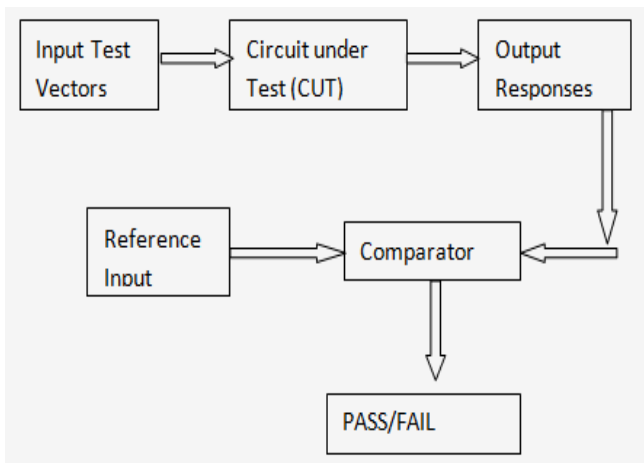 Input Test
Vectors
Circuit under
Test (CUT)
Output
Responses
Reference
Input
Comparator
PASS/FAIL